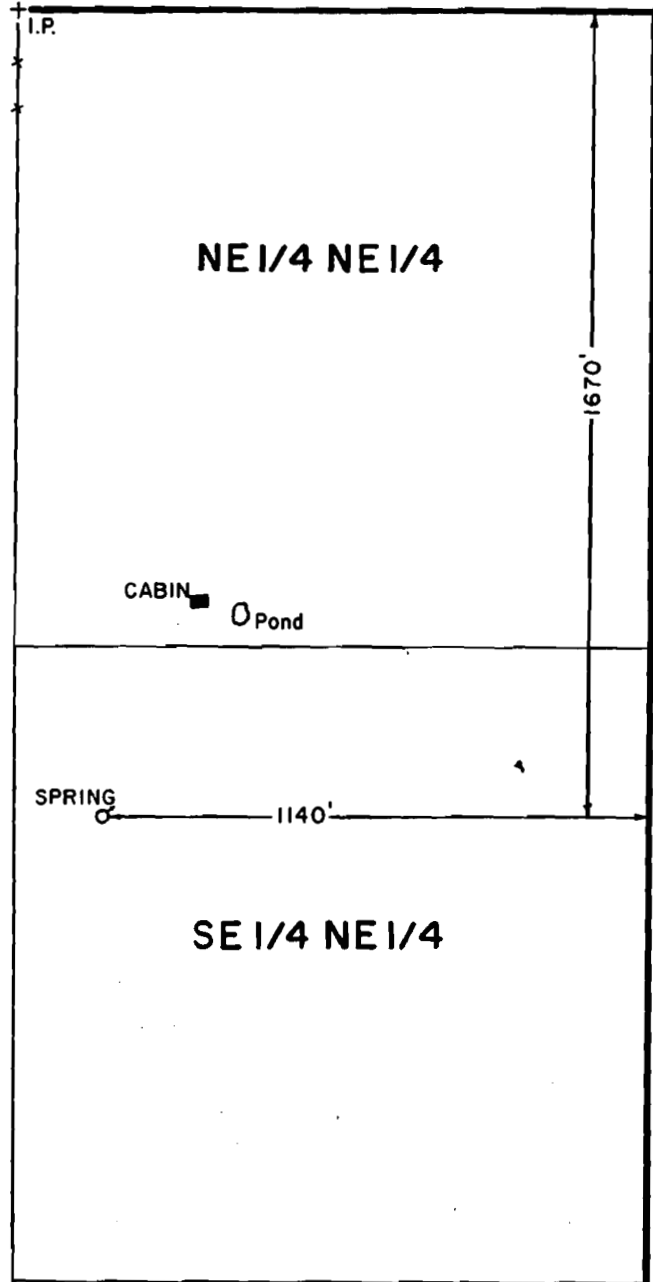 I.P.
NE 1/4 NE 1/4
1670'
CABIN
Pond
SPRING
1140'
SE 1/4 NE 1/4